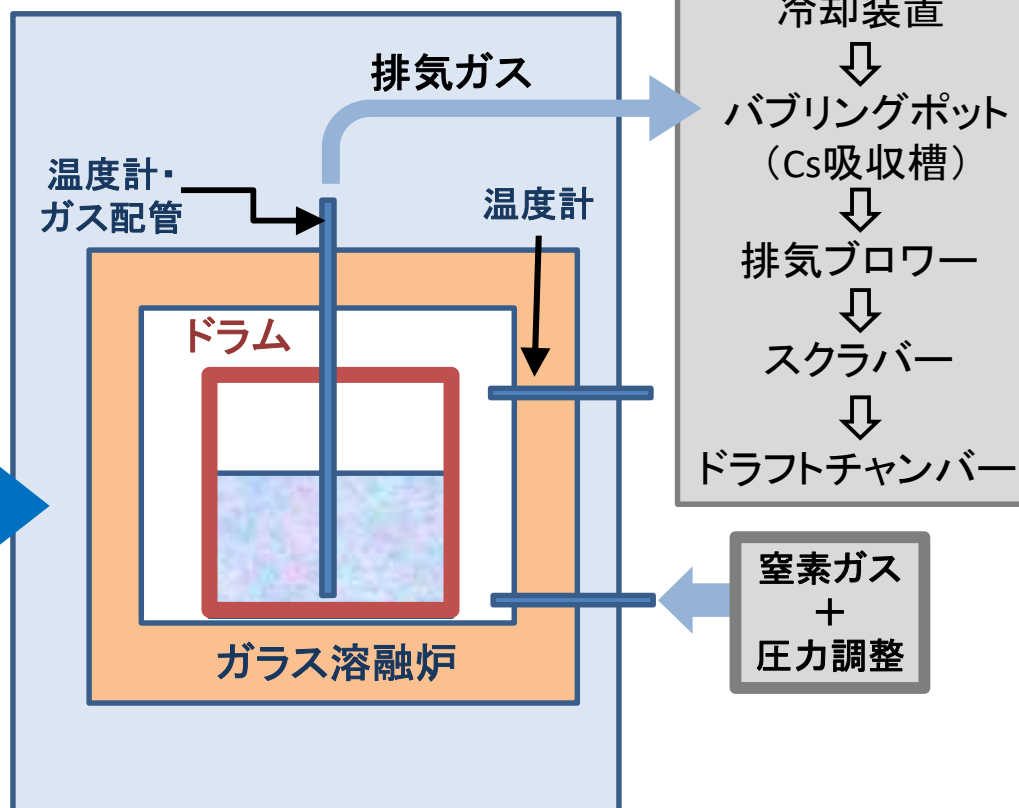 排気ガス
温度計・
ガス配管
温度計
ドラム
ガラス溶融炉
冷却装置
バブリングポット
（Cs吸収槽）
排気ブロワー
スクラバー
ドラフトチャンバー
窒素ガス
＋
圧力調整